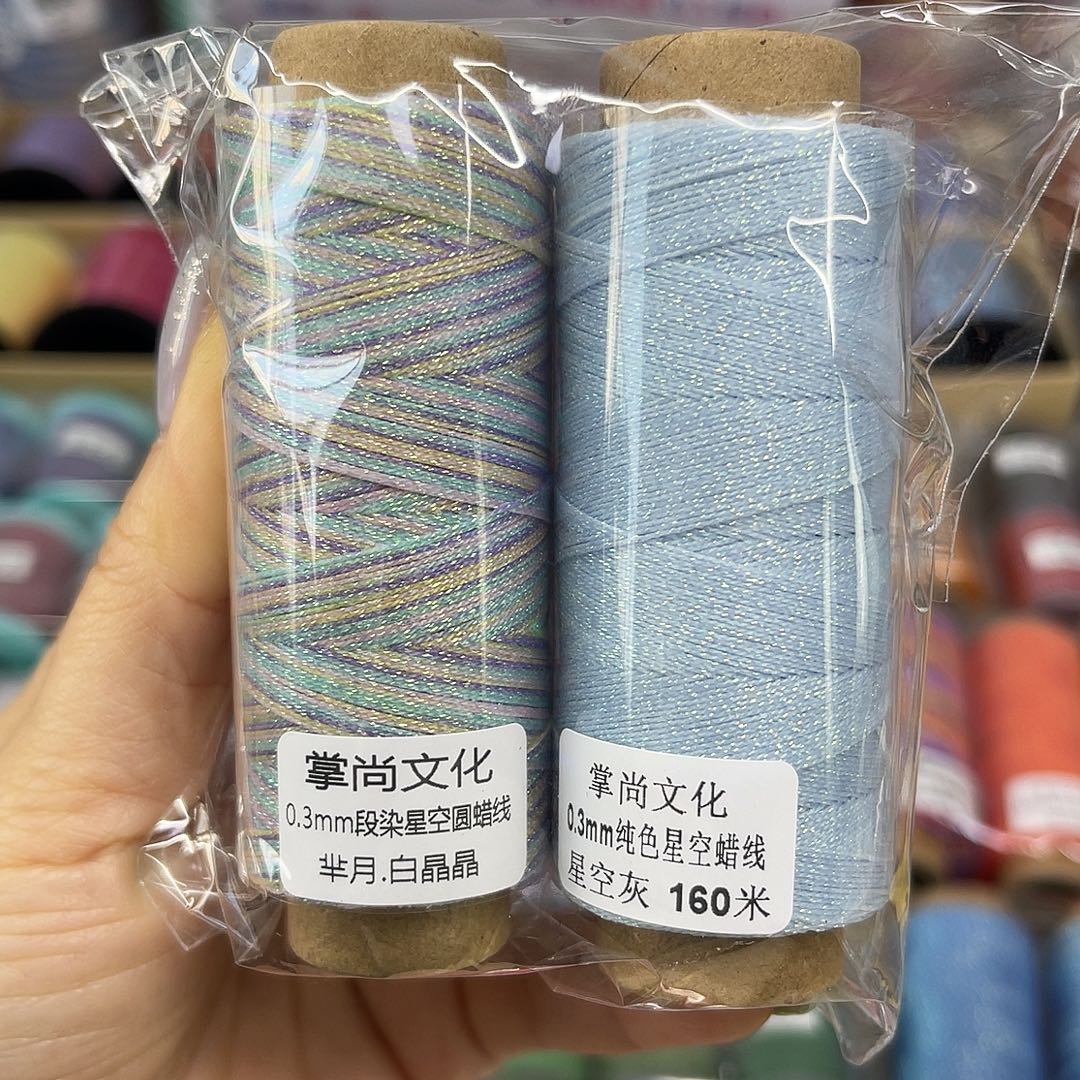 掌尚文化
0.3mm段染星空圆蜡线
芈月.白晶晶
掌尚文化
0.3mm纯色星空蜡线
星空灰 160米